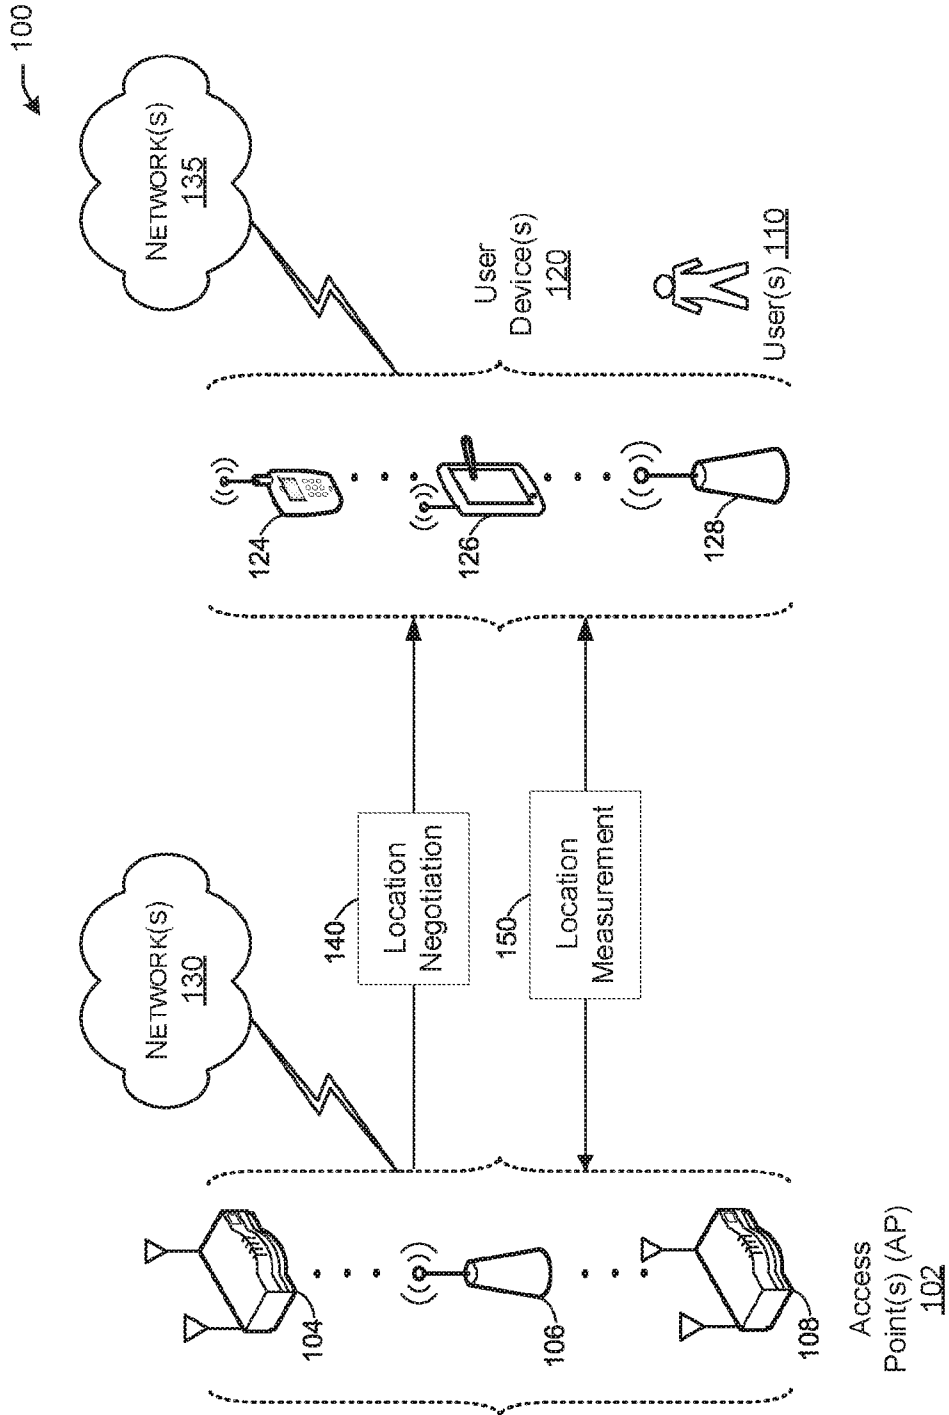 100
NETWORK(S)
130
NETWORK(S)
135
104
106
108
Access
Point(s) (AP)
102
140
Location
Negotiation
150
Location
Measurement
124
126
128
User
Device(s)
120
User(s) 110